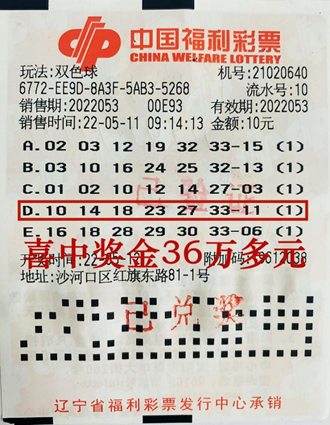 中国福利彩票
CHINA WELFARE LOTTERY
玩法:双色球 机号:21020640
6772-EE9D-8A3F-5AB3-5268 流水号:10
销售期:2022053 00E93 有效期:2022053
销售时间:22-05-11 09:14:13 金额:10元
A.02 03 12 19 32 33-15 (1)
B.03 10 16 24 25 32-13 (1)
C.01 02 10 12 14 27-03 (1)
D.10 14 18 23 27 33-11 (1)
E.16 18 28 29 30 33-06 (1)
喜中奖金36万多元
地址:沙河口区红旗东路81-1号
已兑奖
辽宁省福利彩票发行中心承销